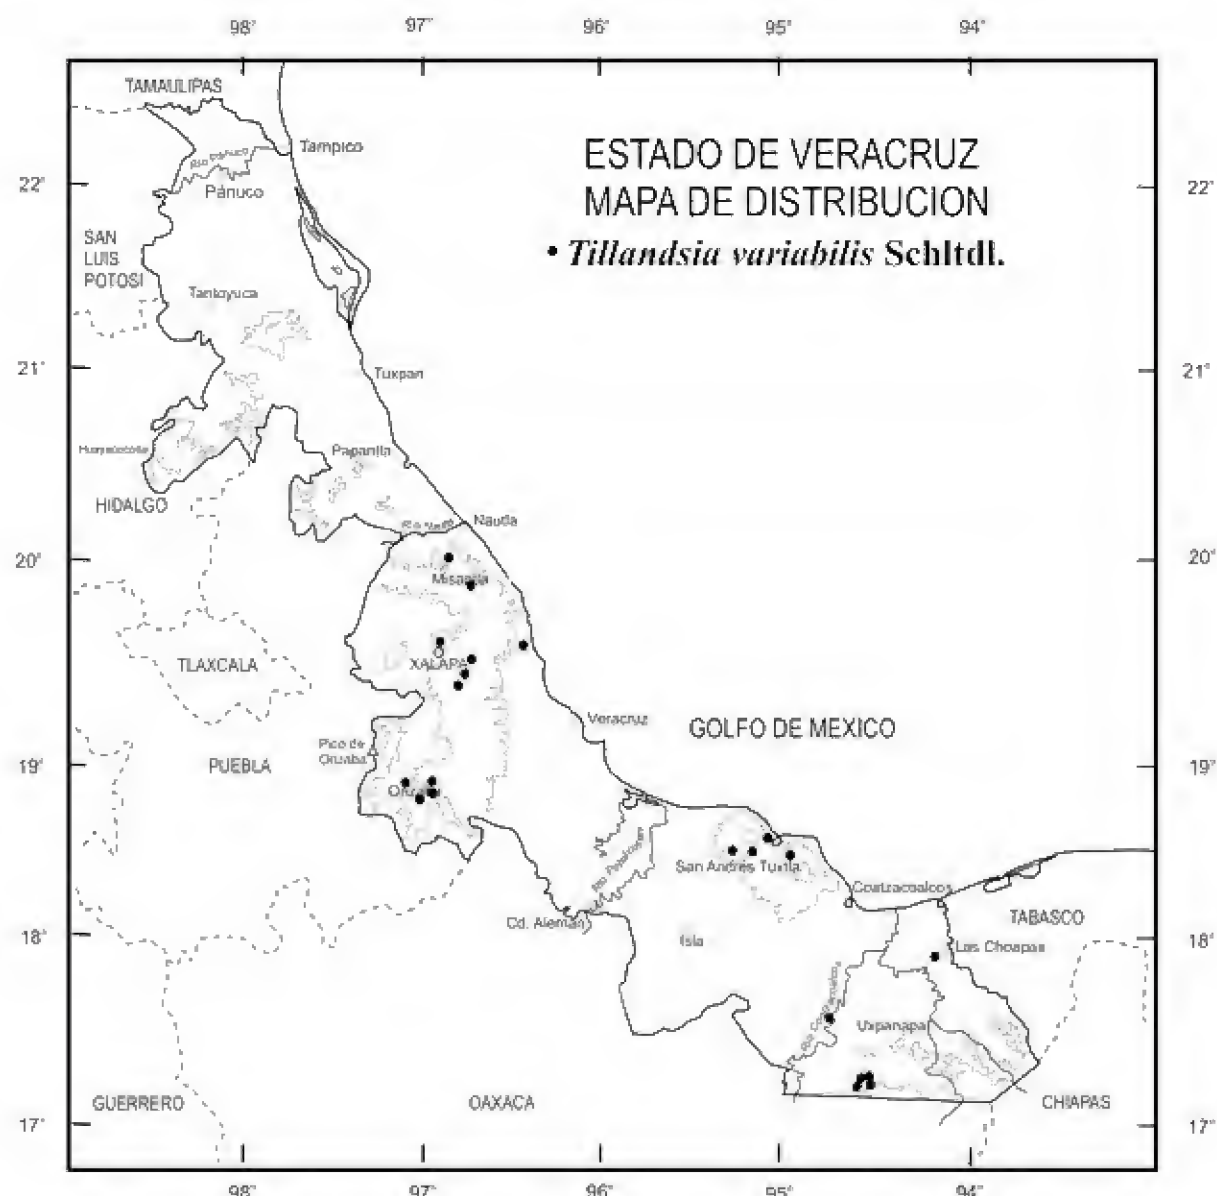 98° 97° 96° 95° 94°
TAMAULIPAS
ESTADO DE VERACRUZ
Tampico
Río Pánuco
22° Pánuco MAPA DE DISTRIBUCION 22°
SAN
LUIS
POTOSI
• Tillandsia variabilis Schltdl.
Tantoyuca
21° Tuxpan 21°
Papantla
HIDALGO
Nautla
20° 20°
Misantla
TLAXCALA XALAPA
Veracruz
GOLFO DE MEXICO
Pico de
Orizaba
19° PUEBLA 19°
Orizaba
San Andrés Tuxtla
Coatzacoalcos
Cd. Alemán
TABASCO
18° Isla 18°
Las Choapas
Uxpanapa
GUERRERO OAXACA CHIAPAS
17° 17°
98° 97° 96° 95° 94°